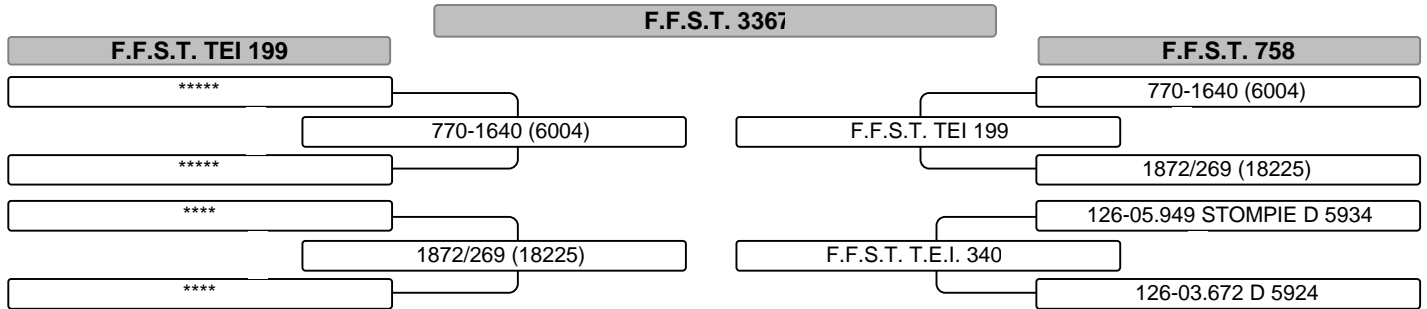 F.F.S.T. 3367
F.F.S.T. TEI 199
F.F.S.T. 758
*****
770-1640 (6004)
770-1640 (6004)
F.F.S.T. TEI 199
*****
1872/269 (18225)
****
126-05.949 STOMPIE D 5934
1872/269 (18225)
F.F.S.T. T.E.I. 340
****
126-03.672 D 5924